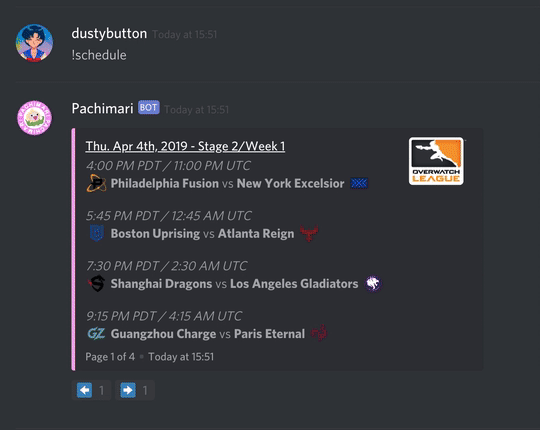 dustybutton Today at 15:51
!schedule
Pachimari BOT Today at 15:51
Thu. Apr 4th, 2019 - Stage 2/Week 1
OVERWATCH
LEAGUE
4:00 PM PDT / 11:00 PM UTC
Philadelphia Fusion vs New York Excelsior
5:45 PM PDT / 12:45 AM UTC
Boston Uprising vs Atlanta Reign
7:30 PM PDT / 2:30 AM UTC
Shanghai Dragons vs Los Angeles Gladiators
9:15 PM PDT / 4:15 AM UTC
GZ Guangzhou Charge vs Paris Eternal
Page 1 of 4 • Today at 15:51
1 1